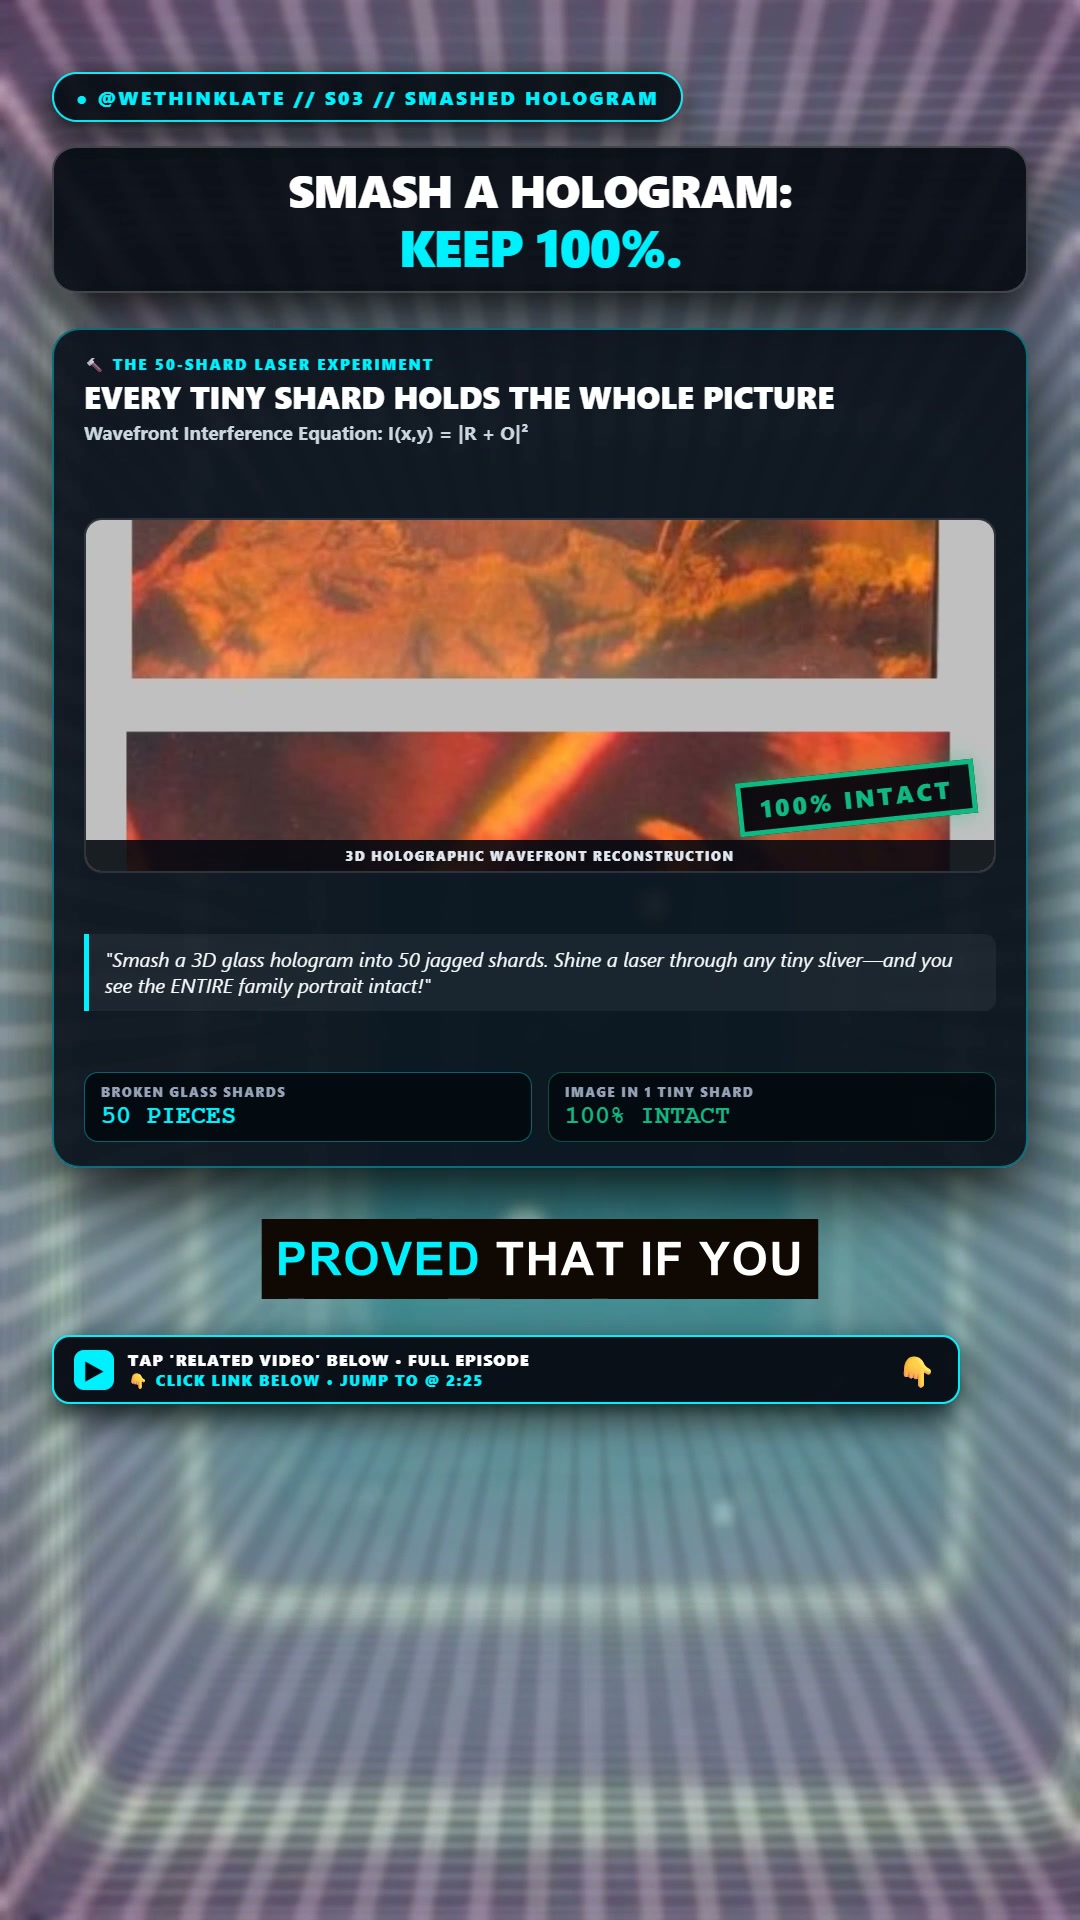 • @WETHINKLATE // S03 // SMASHED HOLOGRAM
SMASH A HOLOGRAM:
KEEP 100%.
🔨 THE 50-SHARD LASER EXPERIMENT
EVERY TINY SHARD HOLDS THE WHOLE PICTURE
Wavefront Interference Equation: I(x,y) = |R + O|²
100% INTACT
3D HOLOGRAPHIC WAVEFRONT RECONSTRUCTION
"Smash a 3D glass hologram into 50 jagged shards. Shine a laser through any tiny sliver—and you
see the ENTIRE family portrait intact!"
BROKEN GLASS SHARDS
50 PIECES
IMAGE IN 1 TINY SHARD
100% INTACT
PROVED THAT IF YOU
TAP 'RELATED VIDEO' BELOW • FULL EPISODE
👇 CLICK LINK BELOW • JUMP TO @ 2:25